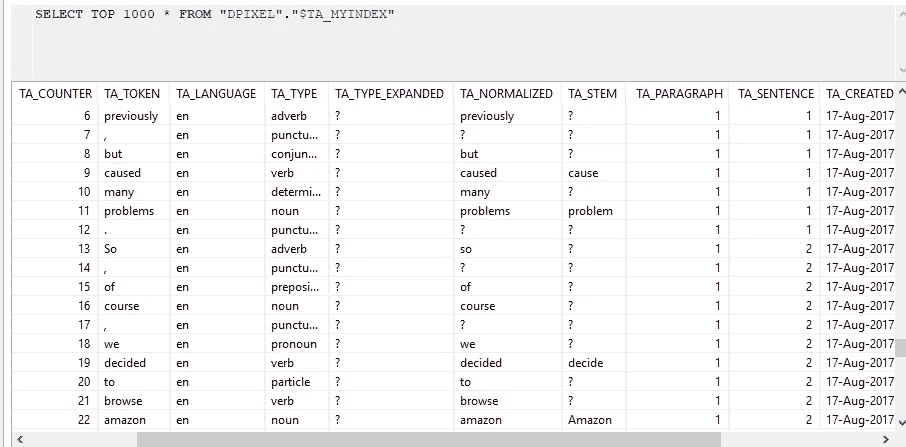 SELECT TOP 1000 * FROM "DPIXEL"."$TA_MYINDEX"
TA_COUNTER TA_TOKEN TA_LANGUAGE TA_TYPE TA_TYPE_EXPANDED TA_NORMALIZED TA_STEM TA_PARAGRAPH TA_SENTENCE TA_CREATED
6 previously en adverb ? previously ? 1 1 17-Aug-2017
7 , en punctu... ? ? ? 1 1 17-Aug-2017
8 but en conjun... ? but ? 1 1 17-Aug-2017
9 caused en verb ? caused cause 1 1 17-Aug-2017
10 many en determi... ? many ? 1 1 17-Aug-2017
11 problems en noun ? problems problem 1 1 17-Aug-2017
12 . en punctu... ? ? ? 1 1 17-Aug-2017
13 So en adverb ? so ? 1 2 17-Aug-2017
14 , en punctu... ? ? ? 1 2 17-Aug-2017
15 of en preposi... ? of ? 1 2 17-Aug-2017
16 course en noun ? course ? 1 2 17-Aug-2017
17 , en punctu... ? ? ? 1 2 17-Aug-2017
18 we en pronoun ? we ? 1 2 17-Aug-2017
19 decided en verb ? decided decide 1 2 17-Aug-2017
20 to en particle ? to ? 1 2 17-Aug-2017
21 browse en verb ? browse ? 1 2 17-Aug-2017
22 amazon en noun ? amazon Amazon 1 2 17-Aug-2017